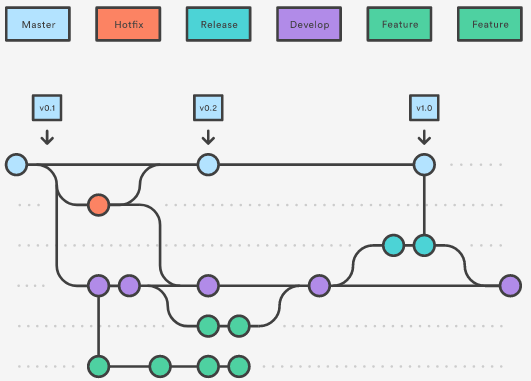 Master
Hotfix
Release
Develop
Feature
Feature
v0.1
v0.2
v1.0